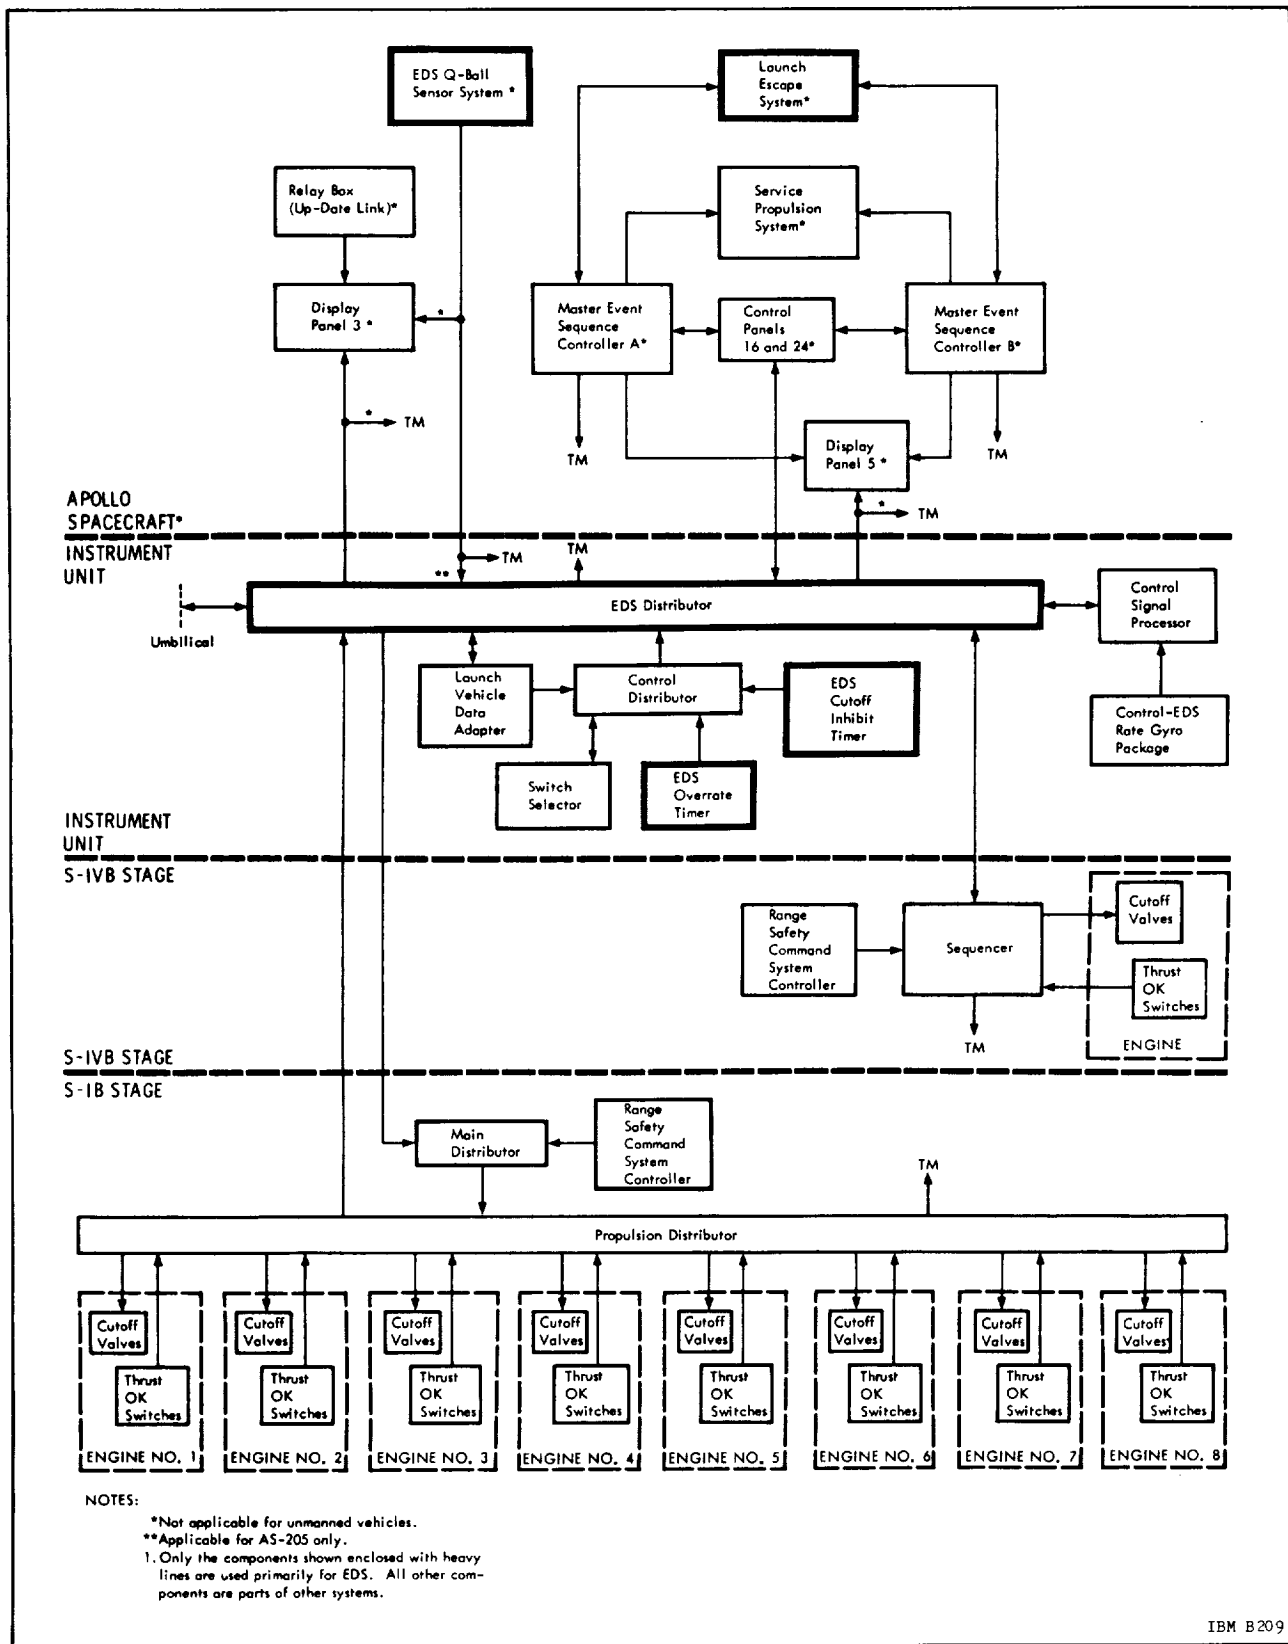 EDS Q-Ball
Sensor System *
Launch
Escape
System*
Relay Box
(Up-Date Link)*
Service
Propulsion
System*
Display
Panel 3 *
*
Master Event
Sequence
Controller A*
Control
Panels
16 and 24*
Master Event
Sequence
Controller B*
*
TM
TM
Display
Panel 5 *
TM
*
TM
APOLLO
SPACECRAFT*
INSTRUMENT
UNIT
**
TM
TM
EDS Distributor
Umbilical
Control
Signal
Processor
Launch
Vehicle
Data
Adapter
Control
Distributor
EDS
Cutoff
Inhibit
Timer
Control-EDS
Rate Gyro
Package
Switch
Selector
EDS
Overrate
Timer
INSTRUMENT
UNIT
S-IVB STAGE
Range
Safety
Command
System
Controller
Sequencer
Cutoff
Valves
Thrust
OK
Switches
ENGINE
TM
S-IVB STAGE
S-IB STAGE
Main
Distributor
Range
Safety
Command
System
Controller
TM
Propulsion Distributor
Cutoff
Valves
Thrust
OK
Switches
ENGINE NO. 1
Cutoff
Valves
Thrust
OK
Switches
ENGINE NO. 2
Cutoff
Valves
Thrust
OK
Switches
ENGINE NO. 3
Cutoff
Valves
Thrust
OK
Switches
ENGINE NO. 4
Cutoff
Valves
Thrust
OK
Switches
ENGINE NO. 5
Cutoff
Valves
Thrust
OK
Switches
ENGINE NO. 6
Cutoff
Valves
Thrust
OK
Switches
ENGINE NO. 7
Cutoff
Valves
Thrust
OK
Switches
ENGINE NO. 8
NOTES:
*Not applicable for unmanned vehicles.
**Applicable for AS-205 only.
1. Only the components shown enclosed with heavy
lines are used primarily for EDS. All other com-
ponents are parts of other systems.
IBM B209